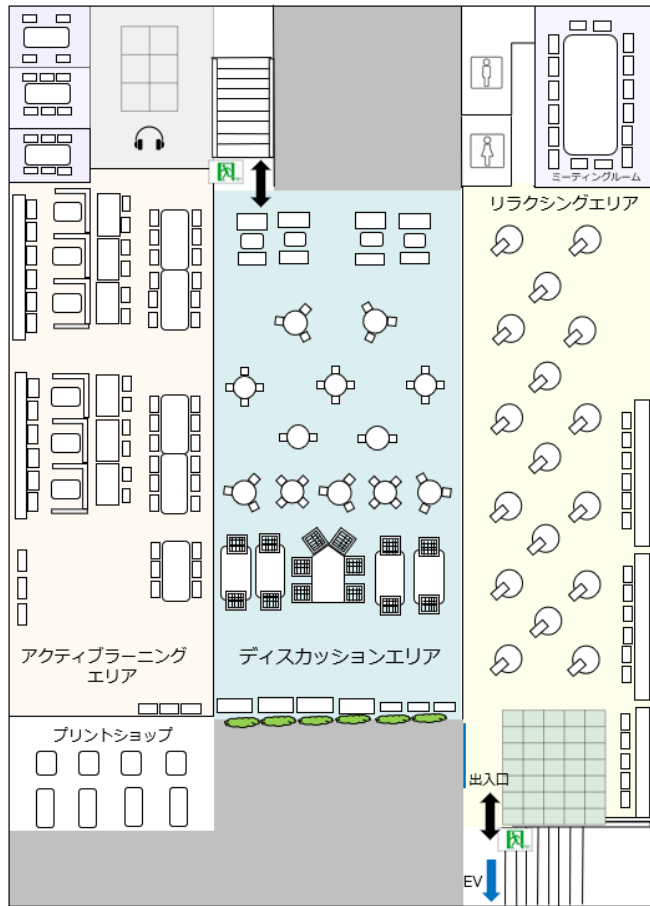 ミーティングルーム
リラクシングエリア
アクティブラーニング
エリア
ディスカッションエリア
プリントショップ
出入口
EV